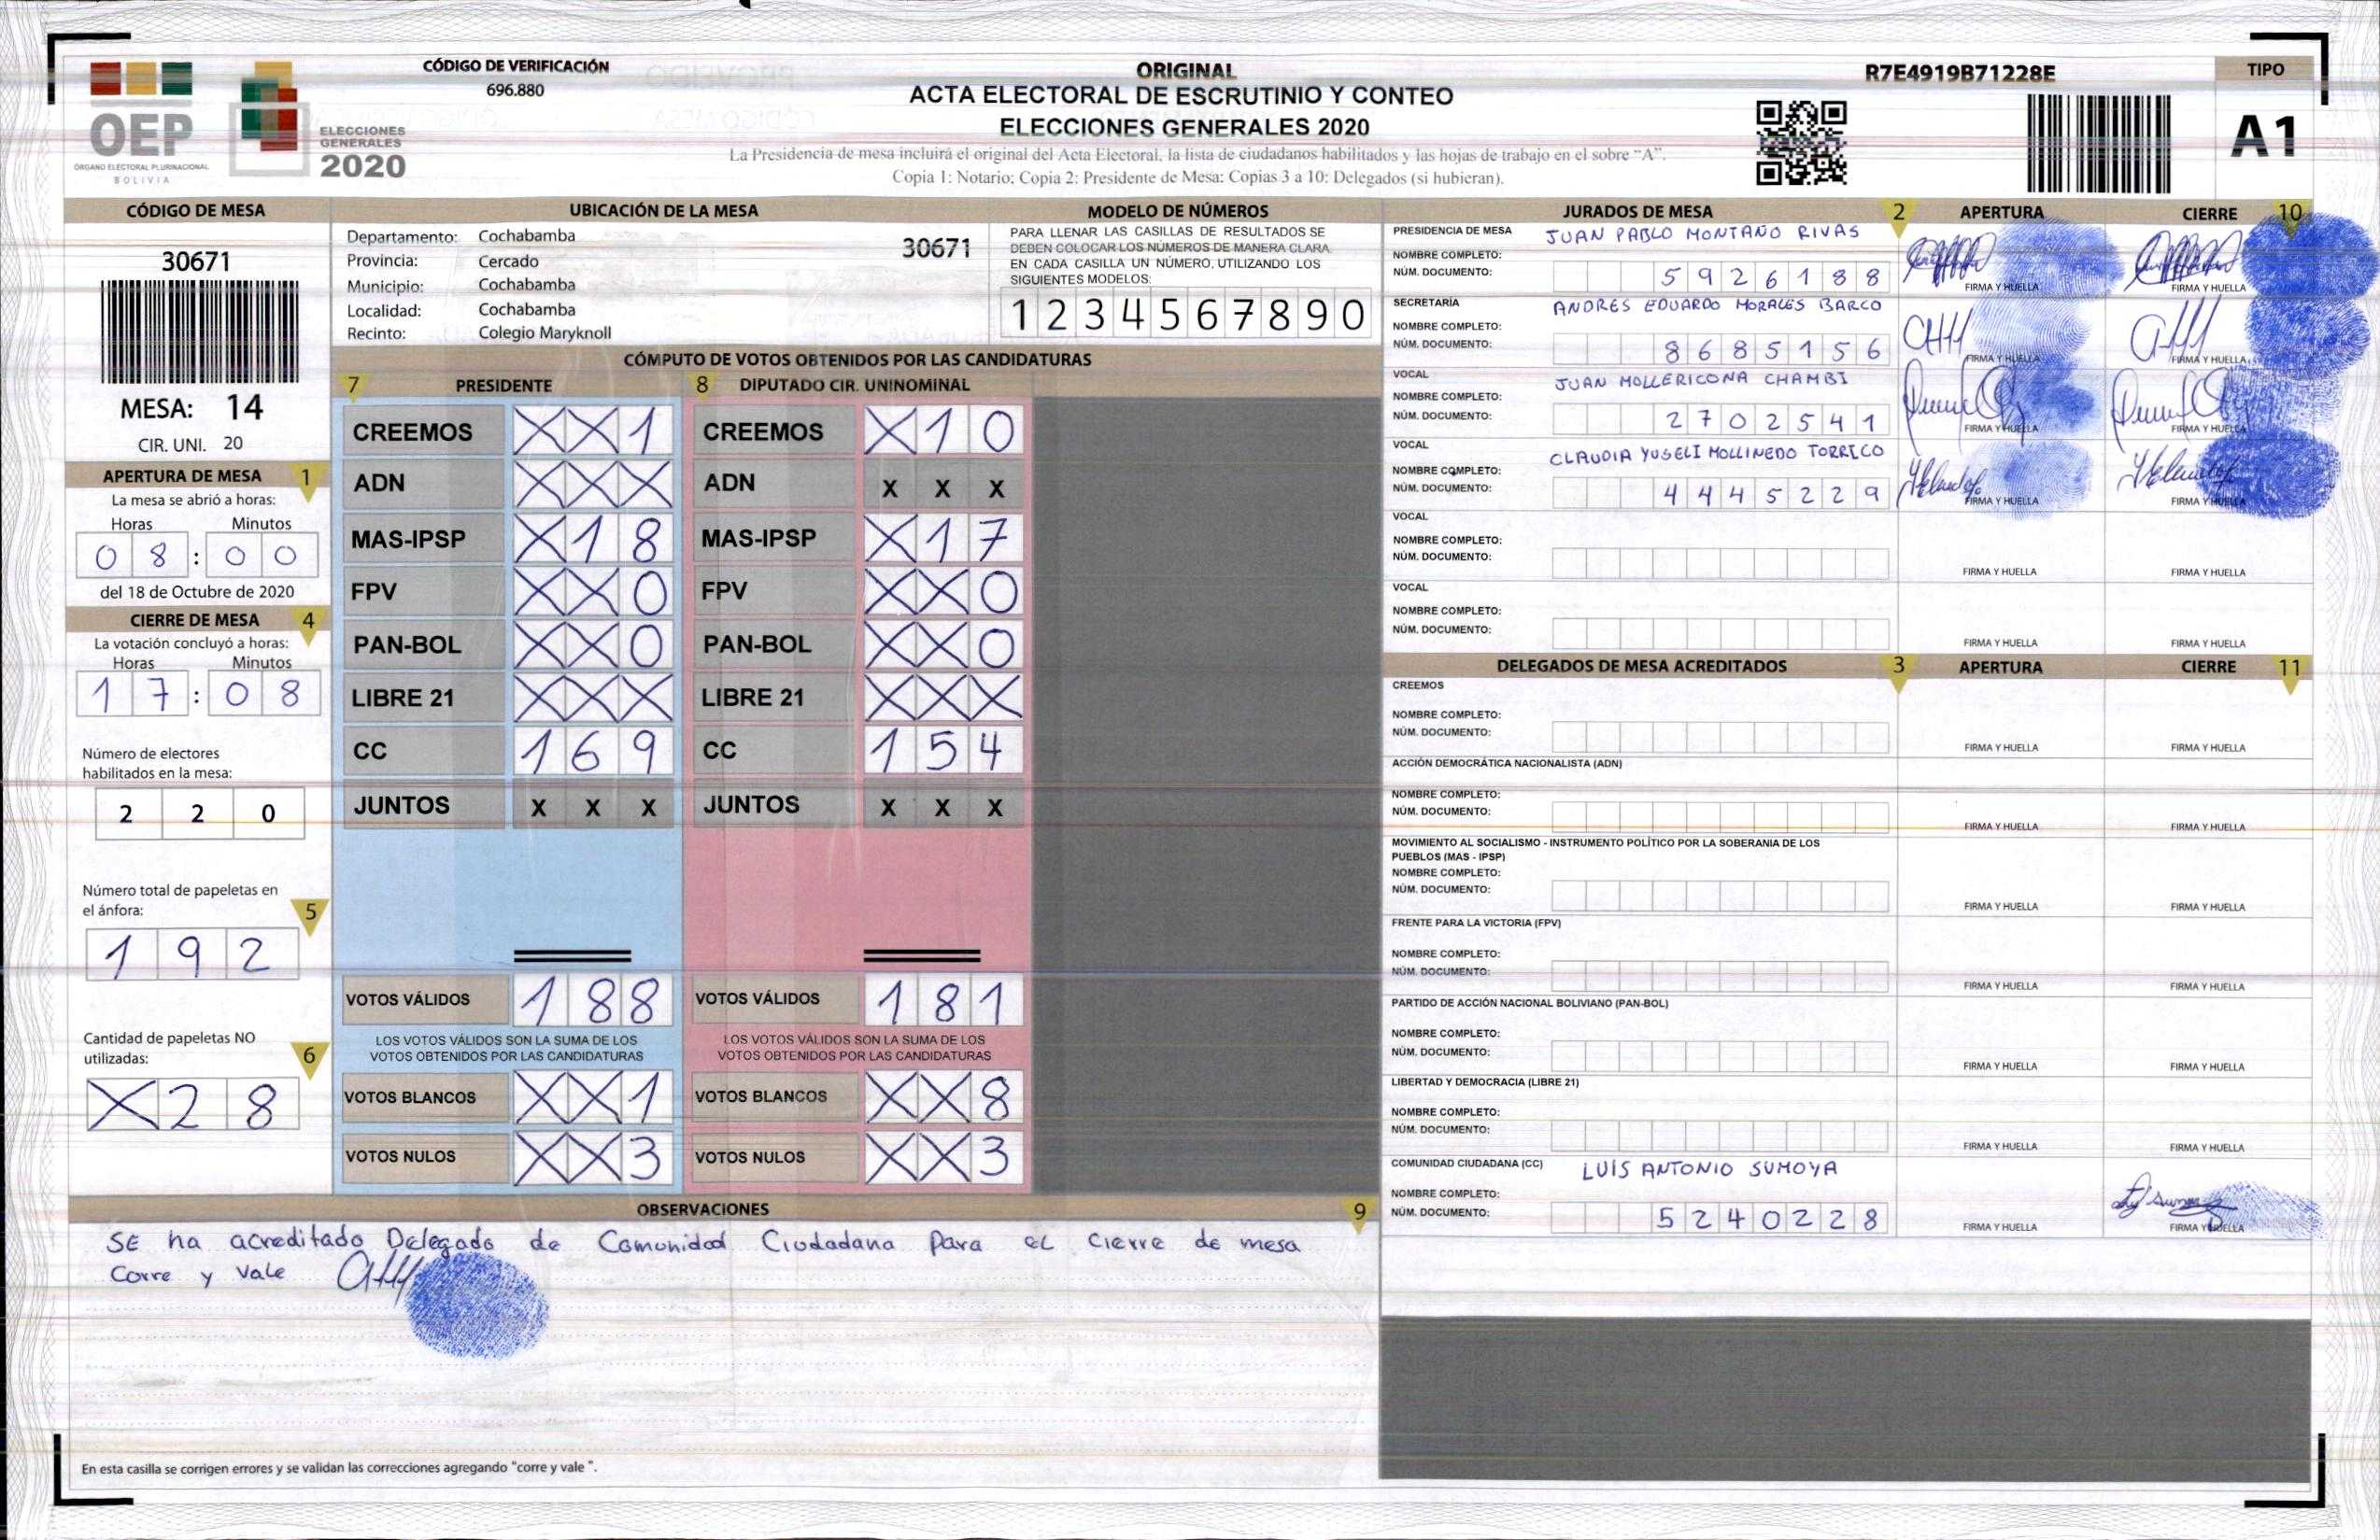 CÓDIGO DE VERIFICACIÓN
696.880
OEP
ÓRGANO ELECTORAL PLURINACIONAL
BOLIVIA
ELECCIONES
GENERALES
2020
ORIGINAL
ACTA ELECTORAL DE ESCRUTINIO Y CONTEO
ELECCIONES GENERALES 2020
La Presidencia de mesa incluirá el original del Acta Electoral, la lista de ciudadanos habilitados y las hojas de trabajo en el sobre “A”.
Copia 1: Notario; Copia 2: Presidente de Mesa: Copias 3 a 10: Delegados (si hubieran).
R7E4919B71228E
TIPO
A1
CÓDIGO DE MESA
30671
MESA: 14
CIR. UNI. 20
APERTURA DE MESA 1
La mesa se abrió a horas:
Horas Minutos
0 8 : 0 0
del 18 de Octubre de 2020
CIERRE DE MESA 4
La votación concluyó a horas:
Horas Minutos
1 7 : 0 8
Número de electores
habilitados en la mesa:
2 2 0
Número total de papeletas en
el ánfora: 5
1 9 2
Cantidad de papeletas NO
utilizadas: 6
X 2 8
UBICACIÓN DE LA MESA
Departamento: Cochabamba
30671
Provincia: Cercado
Municipio: Cochabamba
Localidad: Cochabamba
Recinto: Colegio Maryknoll
MODELO DE NÚMEROS
PARA LLENAR LAS CASILLAS DE RESULTADOS SE
DEBEN COLOCAR LOS NÚMEROS DE MANERA CLARA.
EN CADA CASILLA UN NÚMERO, UTILIZANDO LOS
SIGUIENTES MODELOS:
1 2 3 4 5 6 7 8 9 0
CÓMPUTO DE VOTOS OBTENIDOS POR LAS CANDIDATURAS
7 PRESIDENTE
CREEMOS X X 1
ADN X X X
MAS-IPSP X 1 8
FPV X X 0
PAN-BOL X X 0
LIBRE 21 X X X
CC 1 6 9
JUNTOS X X X
VOTOS VÁLIDOS 1 8 8
LOS VOTOS VÁLIDOS SON LA SUMA DE LOS
VOTOS OBTENIDOS POR LAS CANDIDATURAS
VOTOS BLANCOS X X 1
VOTOS NULOS X X 3
8 DIPUTADO CIR. UNINOMINAL
CREEMOS X 1 0
ADN X X X
MAS-IPSP X 1 7
FPV X X 0
PAN-BOL X X 0
LIBRE 21 X X X
CC 1 5 4
JUNTOS X X X
VOTOS VÁLIDOS 1 8 1
LOS VOTOS VÁLIDOS SON LA SUMA DE LOS
VOTOS OBTENIDOS POR LAS CANDIDATURAS
VOTOS BLANCOS X X 8
VOTOS NULOS X X 3
OBSERVACIONES 9
SE ha acreditado Delegado de Comunidad Ciudadana Para el cierre de mesa
Corre y Vale
En esta casilla se corrigen errores y se validan las correcciones agregando "corre y vale ".
JURADOS DE MESA 2 APERTURA CIERRE 10
PRESIDENCIA DE MESA JUAN PABLO MONTAÑO RIVAS
NOMBRE COMPLETO:
NÚM. DOCUMENTO: 5 9 2 6 1 8 8
FIRMA Y HUELLA FIRMA Y HUELLA
SECRETARÍA ANDRES EDUARDO MORALES BARCO
NOMBRE COMPLETO:
NÚM. DOCUMENTO: 8 6 8 5 1 5 6
FIRMA Y HUELLA FIRMA Y HUELLA
VOCAL JUAN MOLLERICONA CHAMBI
NOMBRE COMPLETO:
NÚM. DOCUMENTO: 2 7 0 2 5 4 1
FIRMA Y HUELLA FIRMA Y HUELLA
VOCAL CLAUDIA YUSELI MOLLINEDO TORRICO
NOMBRE COMPLETO:
NÚM. DOCUMENTO: 4 4 4 5 2 2 9
FIRMA Y HUELLA FIRMA Y HUELLA
VOCAL
NOMBRE COMPLETO:
NÚM. DOCUMENTO:
FIRMA Y HUELLA FIRMA Y HUELLA
VOCAL
NOMBRE COMPLETO:
NÚM. DOCUMENTO:
FIRMA Y HUELLA FIRMA Y HUELLA
DELEGADOS DE MESA ACREDITADOS 3 APERTURA CIERRE 11
CREEMOS
NOMBRE COMPLETO:
NÚM. DOCUMENTO:
FIRMA Y HUELLA FIRMA Y HUELLA
ACCIÓN DEMOCRÁTICA NACIONALISTA (ADN)
NOMBRE COMPLETO:
NÚM. DOCUMENTO:
FIRMA Y HUELLA FIRMA Y HUELLA
MOVIMIENTO AL SOCIALISMO - INSTRUMENTO POLÍTICO POR LA SOBERANIA DE LOS
PUEBLOS (MAS - IPSP)
NOMBRE COMPLETO:
NÚM. DOCUMENTO:
FIRMA Y HUELLA FIRMA Y HUELLA
FRENTE PARA LA VICTORIA (FPV)
NOMBRE COMPLETO:
NÚM. DOCUMENTO:
FIRMA Y HUELLA FIRMA Y HUELLA
PARTIDO DE ACCIÓN NACIONAL BOLIVIANO (PAN-BOL)
NOMBRE COMPLETO:
NÚM. DOCUMENTO:
FIRMA Y HUELLA FIRMA Y HUELLA
LIBERTAD Y DEMOCRACIA (LIBRE 21)
NOMBRE COMPLETO:
NÚM. DOCUMENTO:
FIRMA Y HUELLA FIRMA Y HUELLA
COMUNIDAD CIUDADANA (CC) LUIS ANTONIO SUMOYA
NOMBRE COMPLETO:
NÚM. DOCUMENTO: 5 2 4 0 2 2 8
FIRMA Y HUELLA FIRMA Y HUELLA